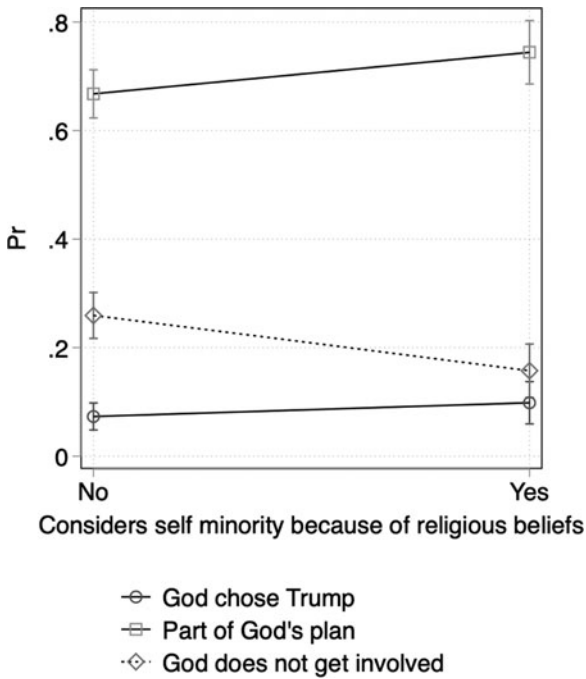 .8
.6
Pr
.4
.2
0
No Yes
Considers self minority because of religious beliefs
God chose Trump
Part of God's plan
God does not get involved